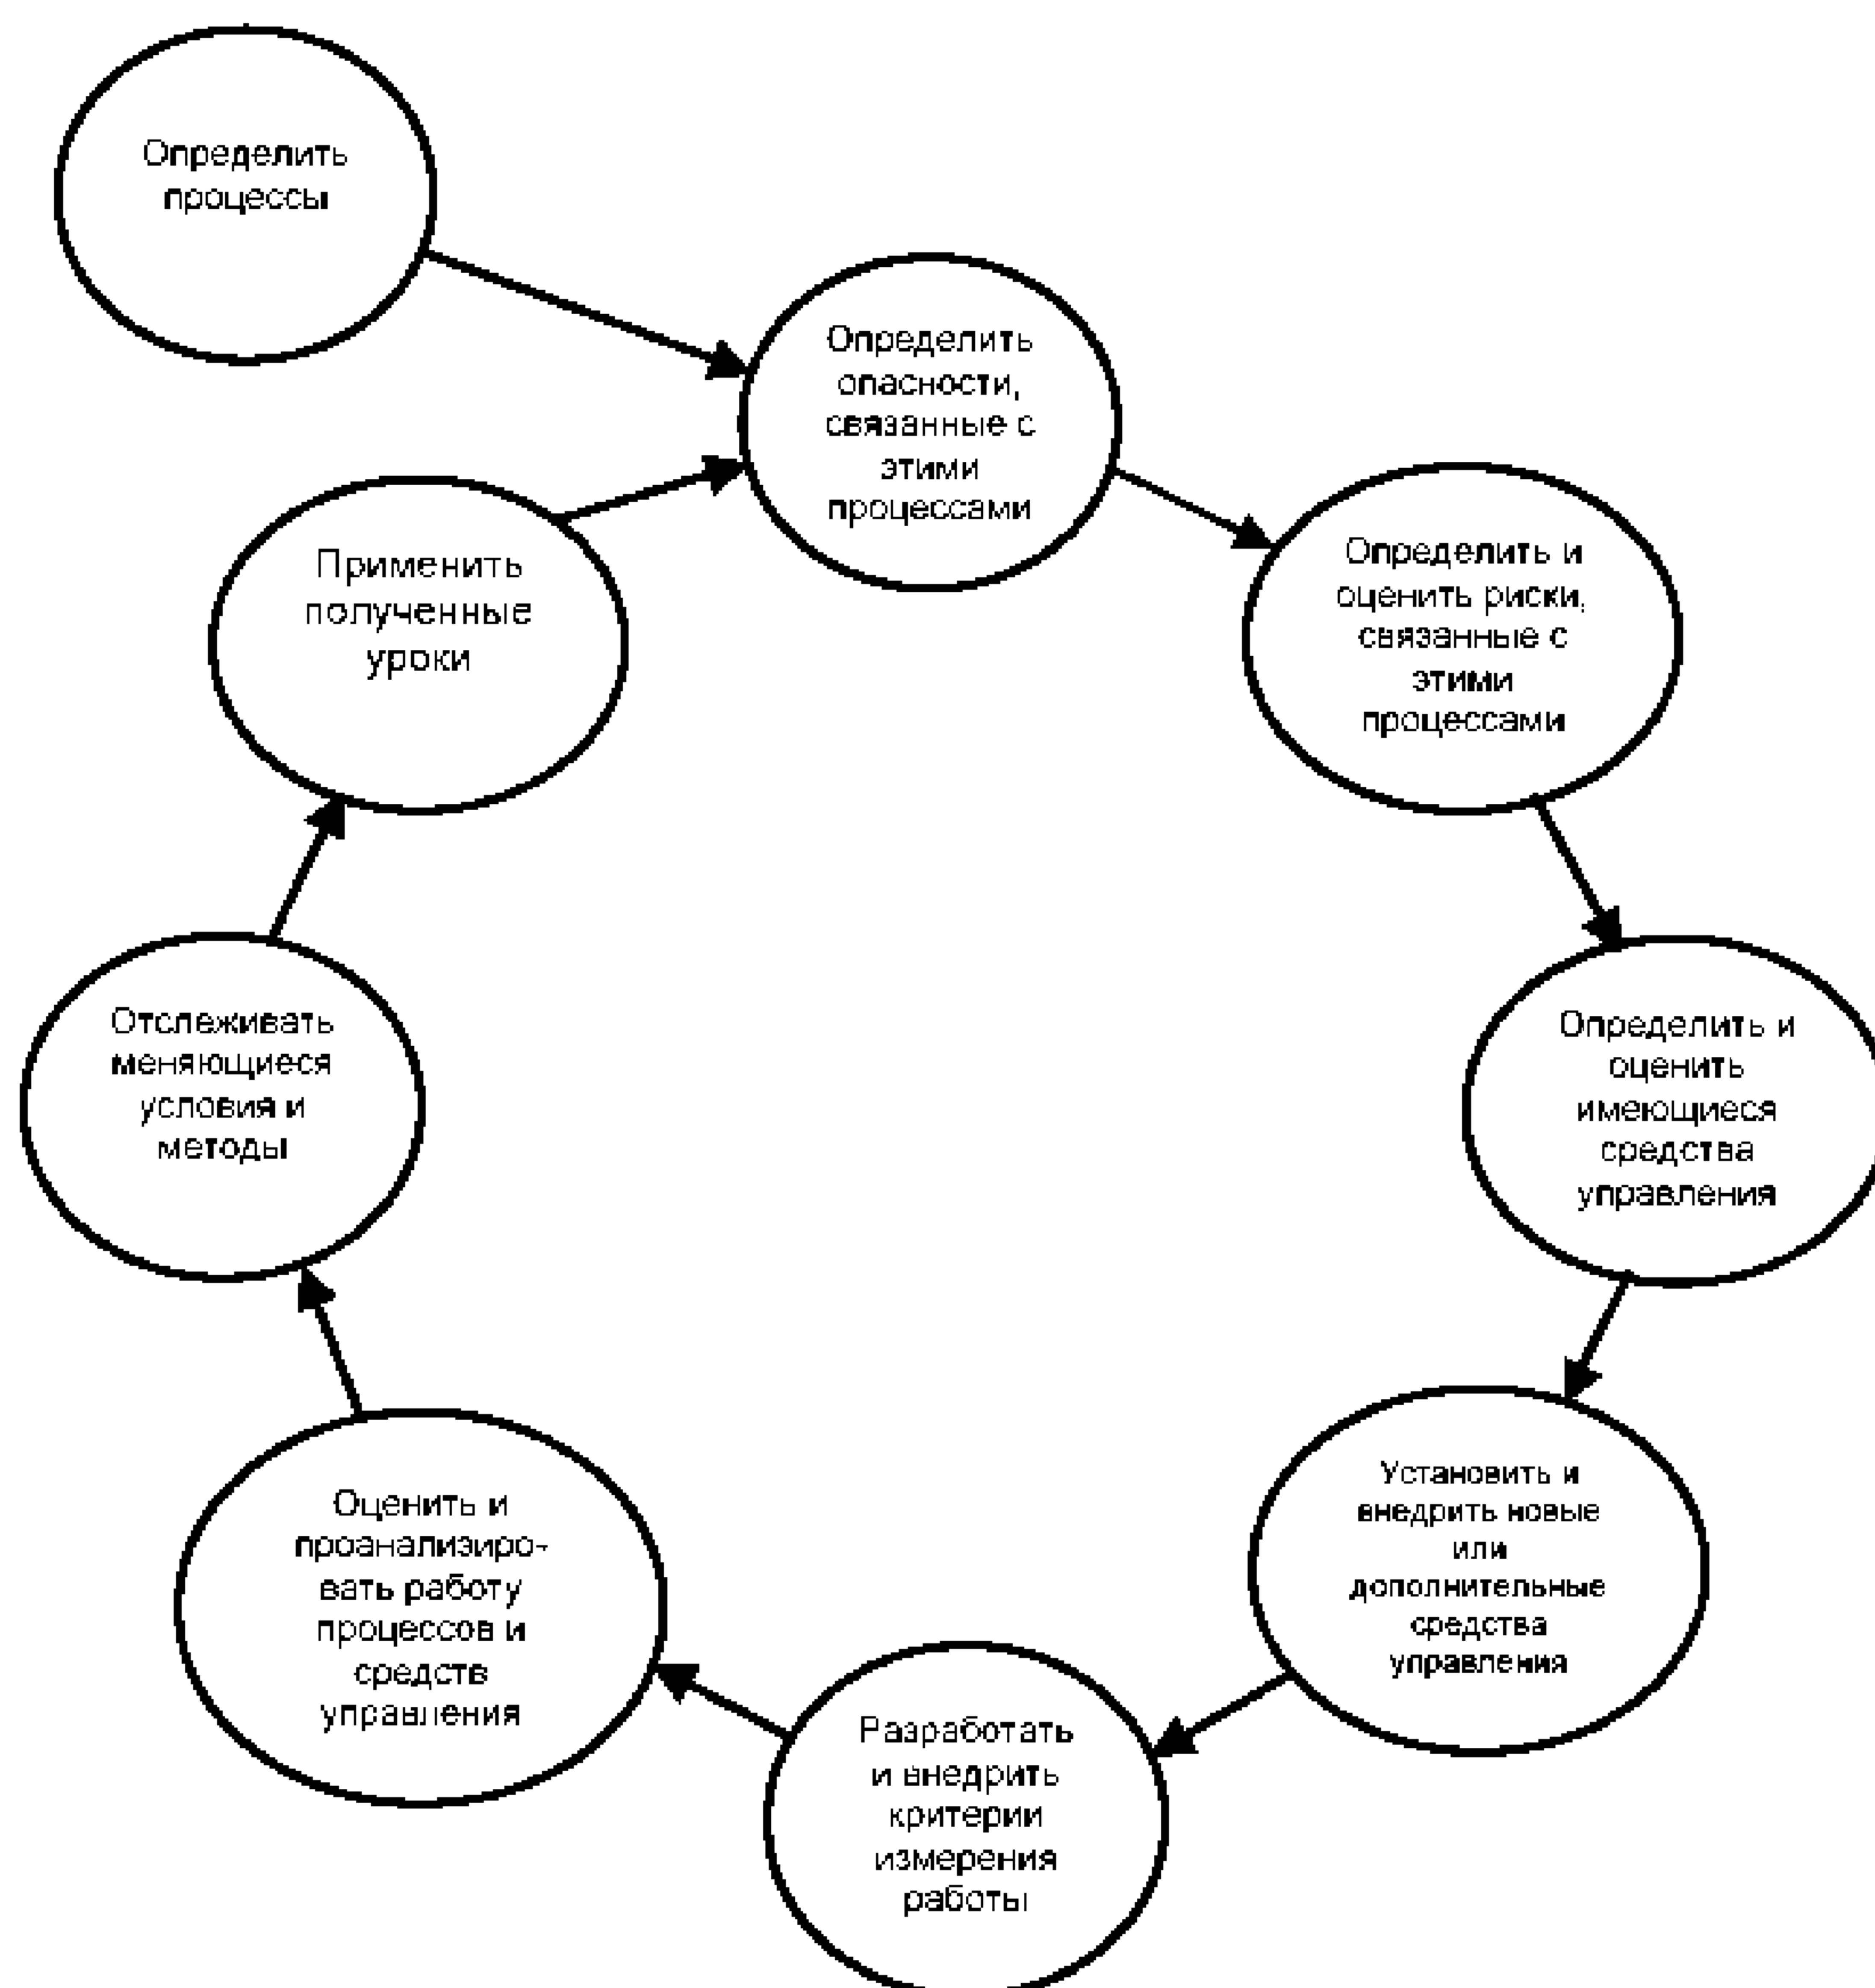 Определить
процессы
Определить
опасности,
связанные с
этими
процессами
Определить и
оценить риски,
связанные с
этими
процессами
Определить и
оценить
имеющиеся
средства
управления
Установить и
внедрить новые
или
дополнительные
средства
управления
Разработать
и внедрить
критерии
измерения
работы
Оценить и
проанализиро-
вать работу
процессов и
средств
управления
Отслеживать
меняющиеся
условия и
методы
Применить
полученные
уроки